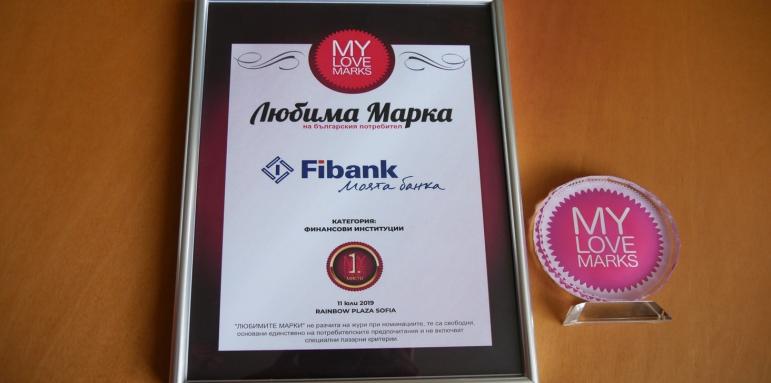 MY
LOVE
MARKS
Любима Марка
на българския потребител
Fibank
Моята банка
КАТЕГОРИЯ:
ФИНАНСОВИ ИНСТИТУЦИИ
1.
МЯСТО
11 юли 2019
RAINBOW PLAZA SOFIA
"ЛЮБИМИТЕ МАРКИ" не разчита на жури при номинациите, те са свободни,
основани единствено на потребителските предпочитания и не включват
специални пазарни критерии.
MY
LOVE
MARKS